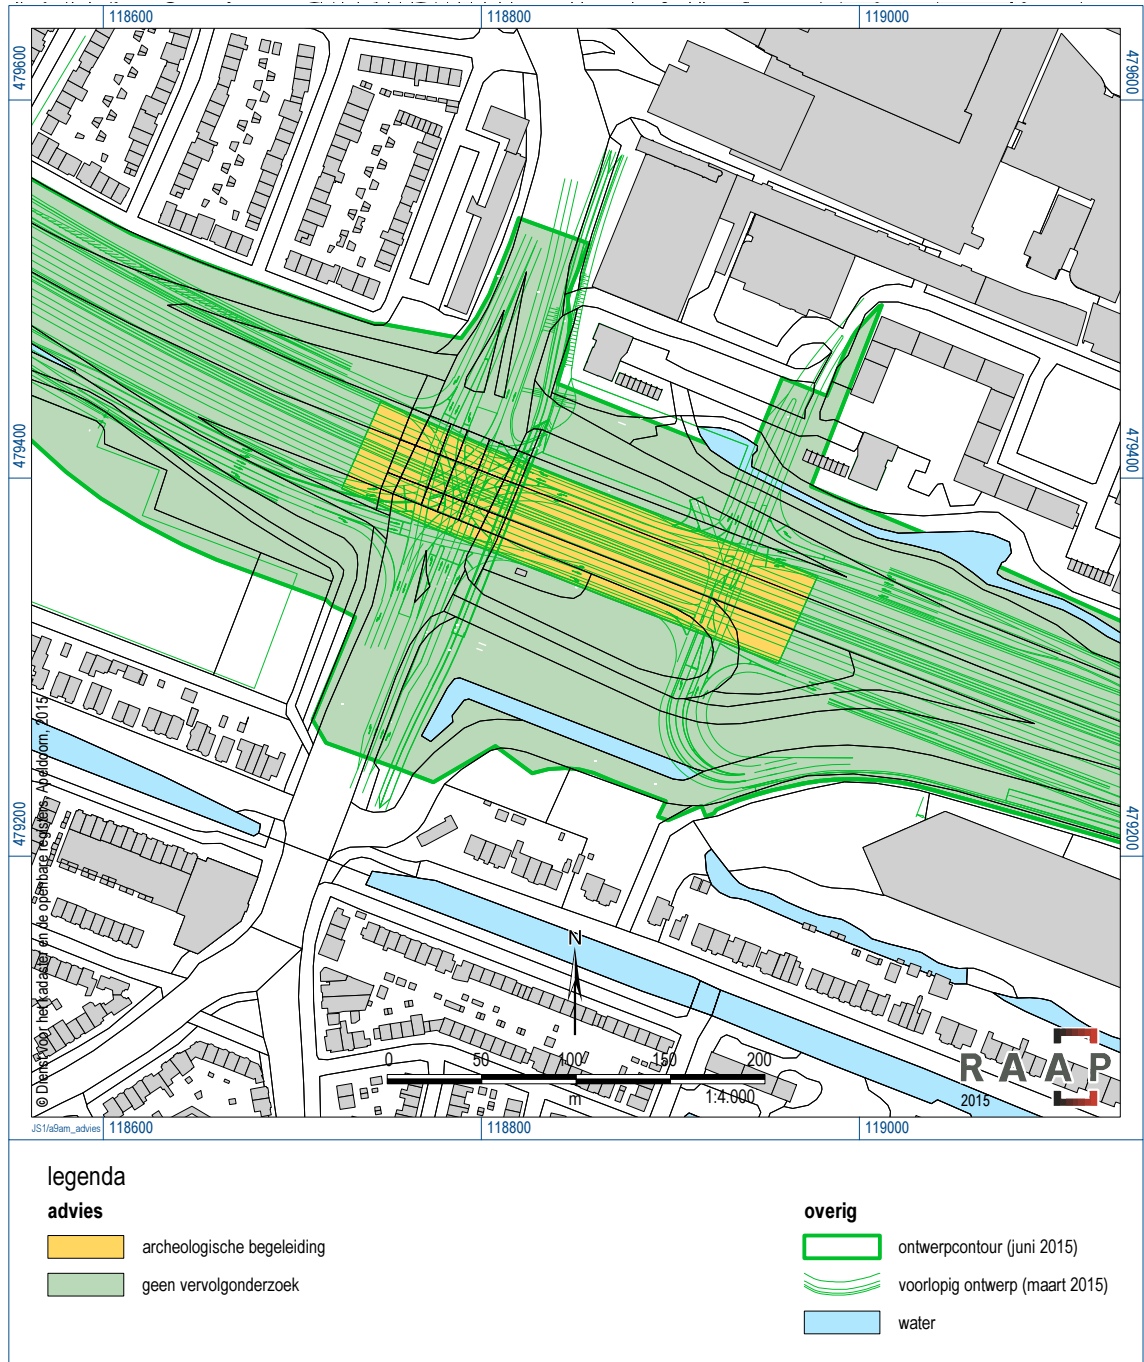 118600 118800 119000
479600 479600
479400 479400
479200 479200
© Dienst voor het kadaster en de openbare registers, Apeldoorn, 2015
N
0 50 100 150 200
m 1:4.000
RAAP
2015
JS1/a9am_advies
118600 118800 119000
legenda
advies
archeologische begeleiding
geen vervolgonderzoek
overig
ontwerpcontour (juni 2015)
voorlopig ontwerp (maart 2015)
water